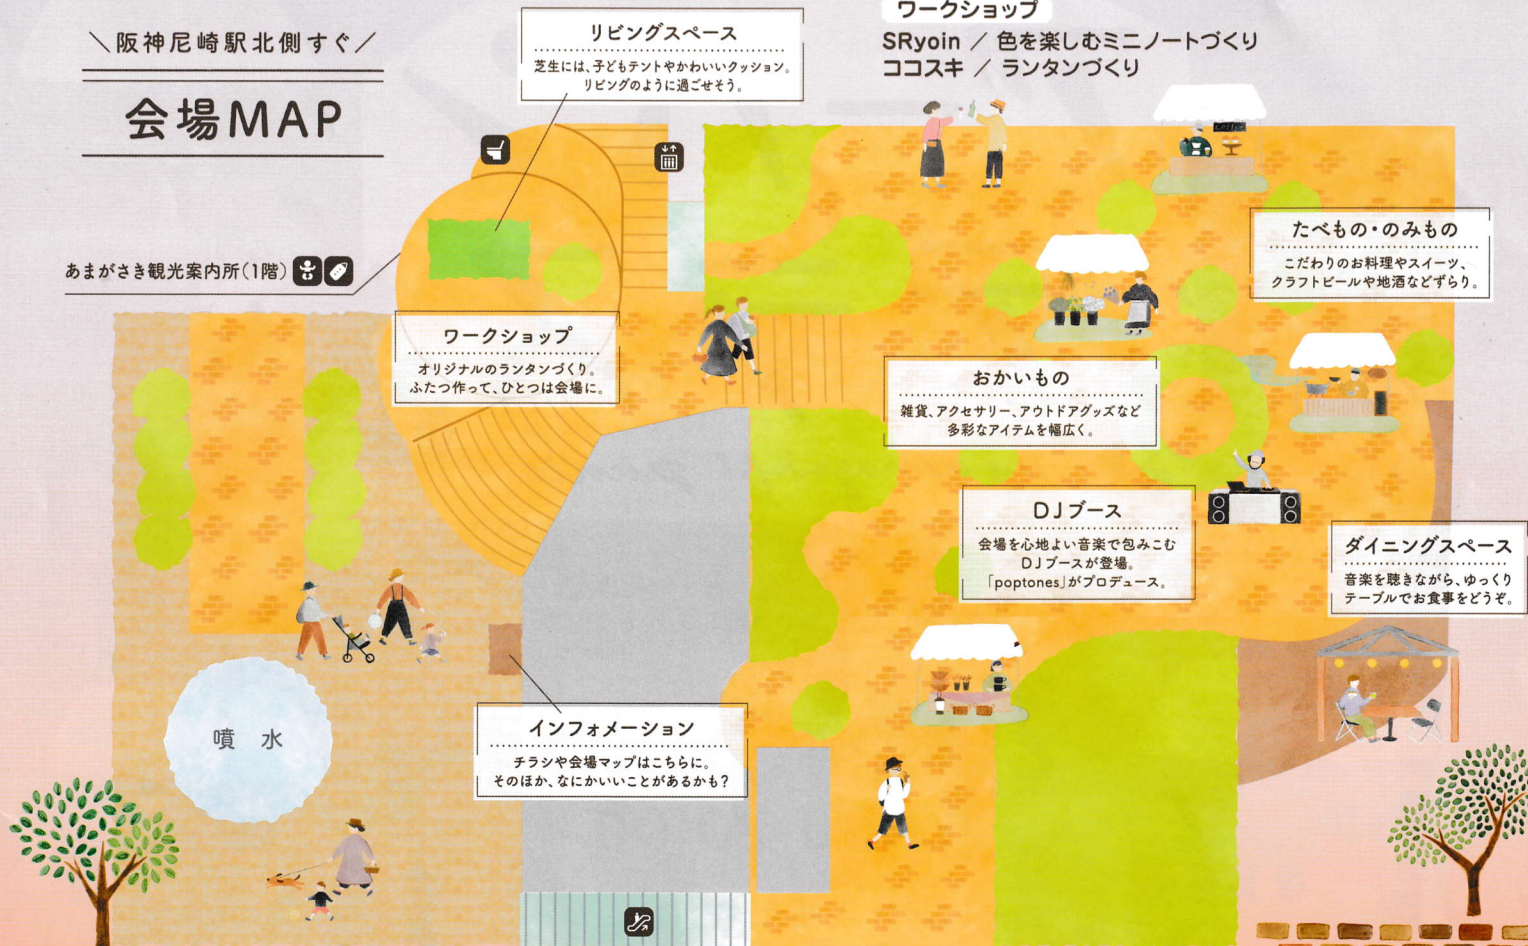 ＼阪神尼崎駅北側すぐ／
会場MAP
リビングスペース
芝生には、子どもテントやかわいいクッション。
リビングのように過ごせそう。
ワークショップ
SRyoin ／ 色を楽しむミニノートづくり
ココスキ ／ ランタンづくり
たべもの・のみもの
こだわりのお料理やスイーツ、
クラフトビールや地酒などずらり。
あまがさき観光案内所(1階)
ワークショップ
オリジナルのランタンづくり。
ふたつ作って、ひとつは会場に。
おかいもの
雑貨、アクセサリー、アウトドアグッズなど
多彩なアイテムを幅広く。
DJブース
会場を心地よい音楽で包みこむ
DJブースが登場。
「poptones」がプロデュース。
ダイニングスペース
音楽を聴きながら、ゆっくり
テーブルでお食事をどうぞ。
インフォメーション
チラシや会場マップはこちらに。
そのほか、なにかいいことがあるかも?
噴 水